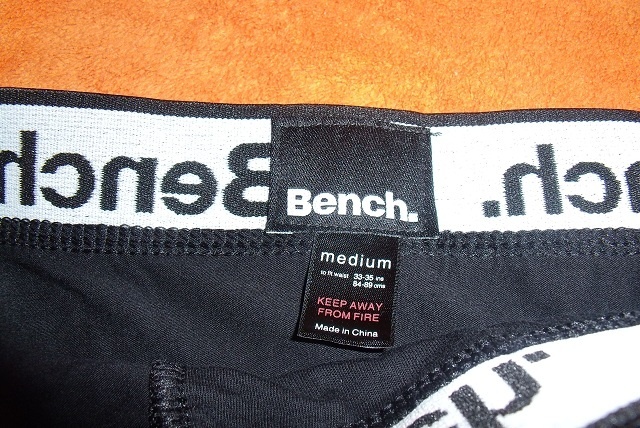 Bench.
Bench.
ch.
Bench.
medium
to fit waist 33-35 ins
84-89 cms
KEEP AWAY
FROM FIRE
Made in China